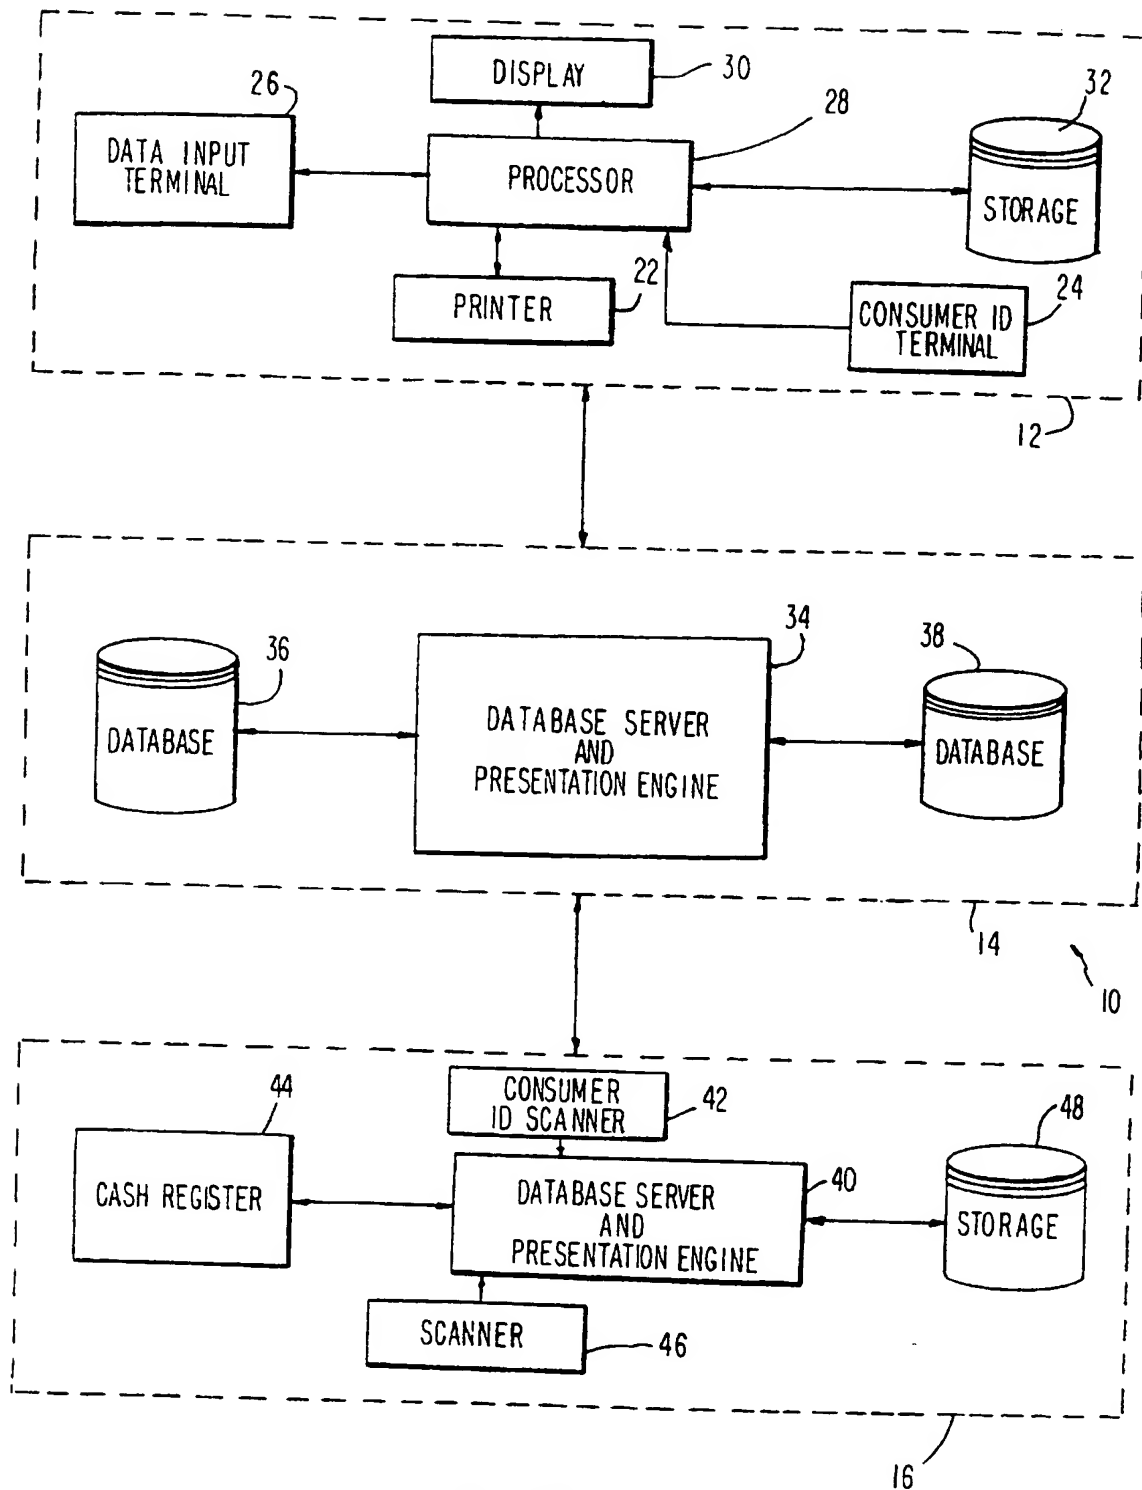 DISPLAY
30
26
28
32
DATA INPUT
TERMINAL
PROCESSOR
STORAGE
22
24
PRINTER
CONSUMER ID
TERMINAL
12
34
36
38
DATABASE SERVER
AND
PRESENTATION ENGINE
DATABASE
DATABASE
14
10
44
CONSUMER
ID SCANNER
42
48
CASH REGISTER
DATABASE SERVER
AND
PRESENTATION ENGINE
40
STORAGE
SCANNER
46
16